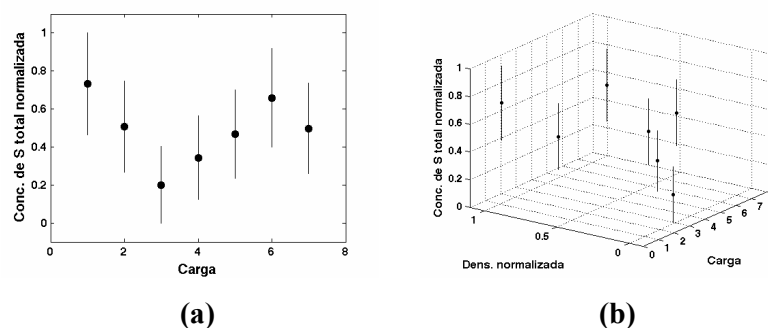 1
0.8
0.6
0.4
0.2
0
Conc. de S total normalizada
0 2 4 6 8
Carga
(a)
1
0.8
0.6
0.4
0.2
0
Conc. de S total normalizada
1 0.5 0
Dens. normalizada
0 1 2 3 4 5 6 7
Carga
(b)